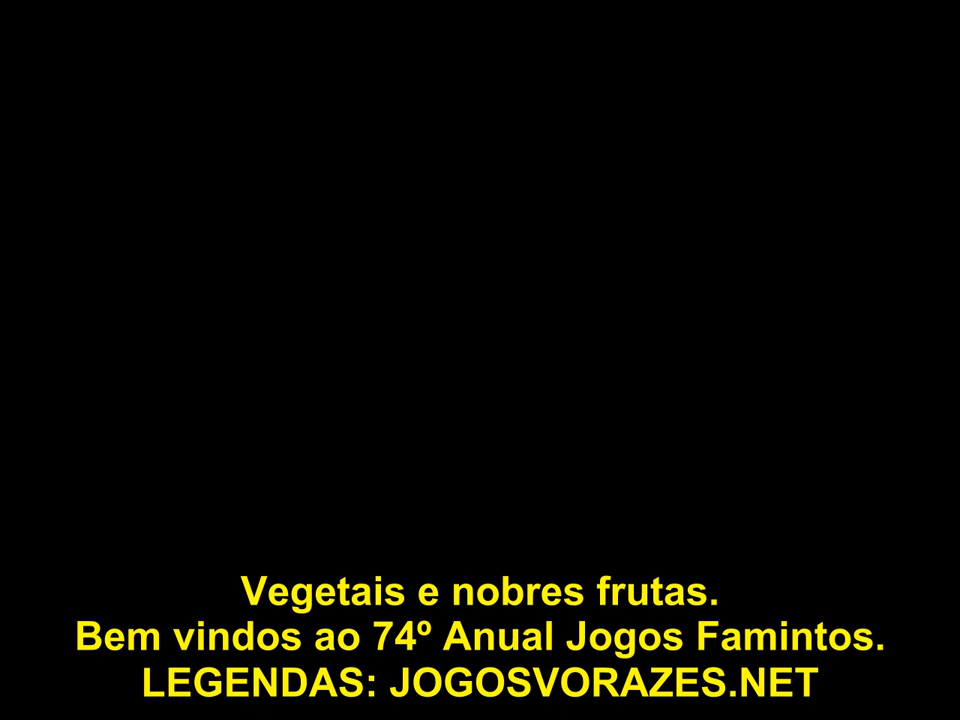 Vegetais e nobres frutas.
Bem vindos ao 74º Anual Jogos Famintos.
LEGENDAS: JOGOSVORAZES.NET